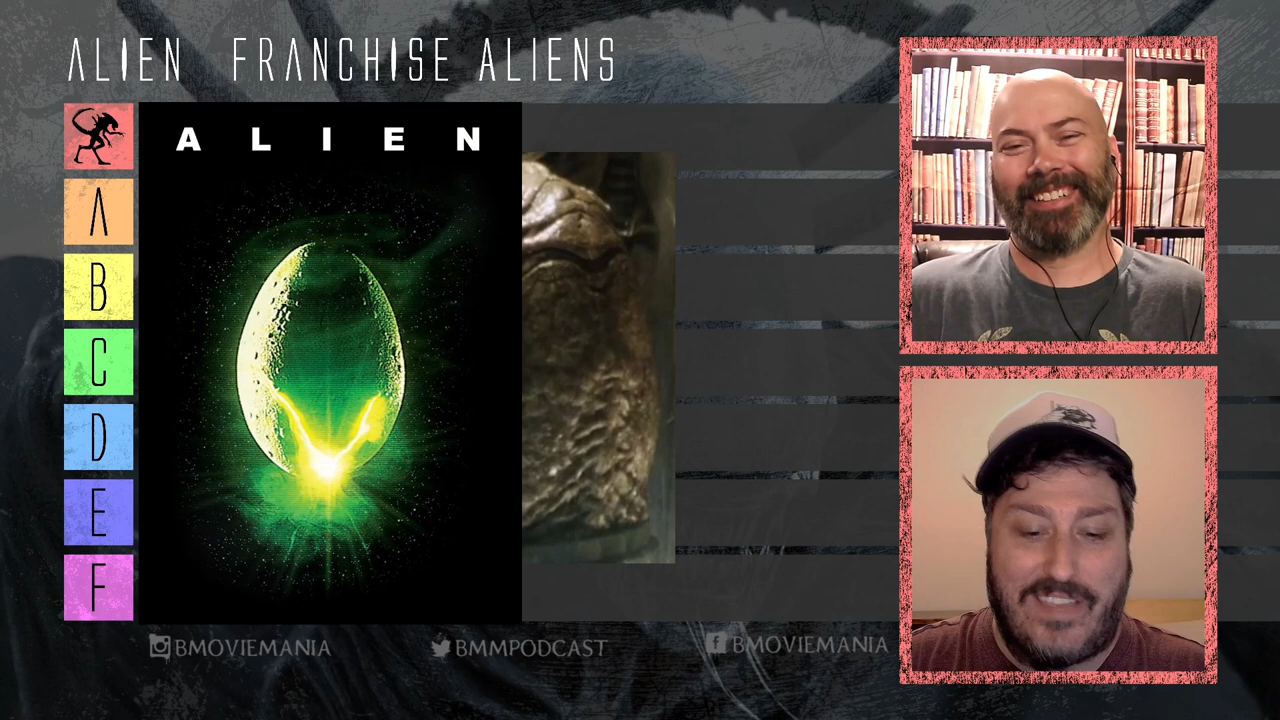 ALIEN FRANCHISE ALIENS
ALIEN
A
B
C
D
E
F
BMOVIEMANIA
BMMPODCAST
BMOVIEMANIA